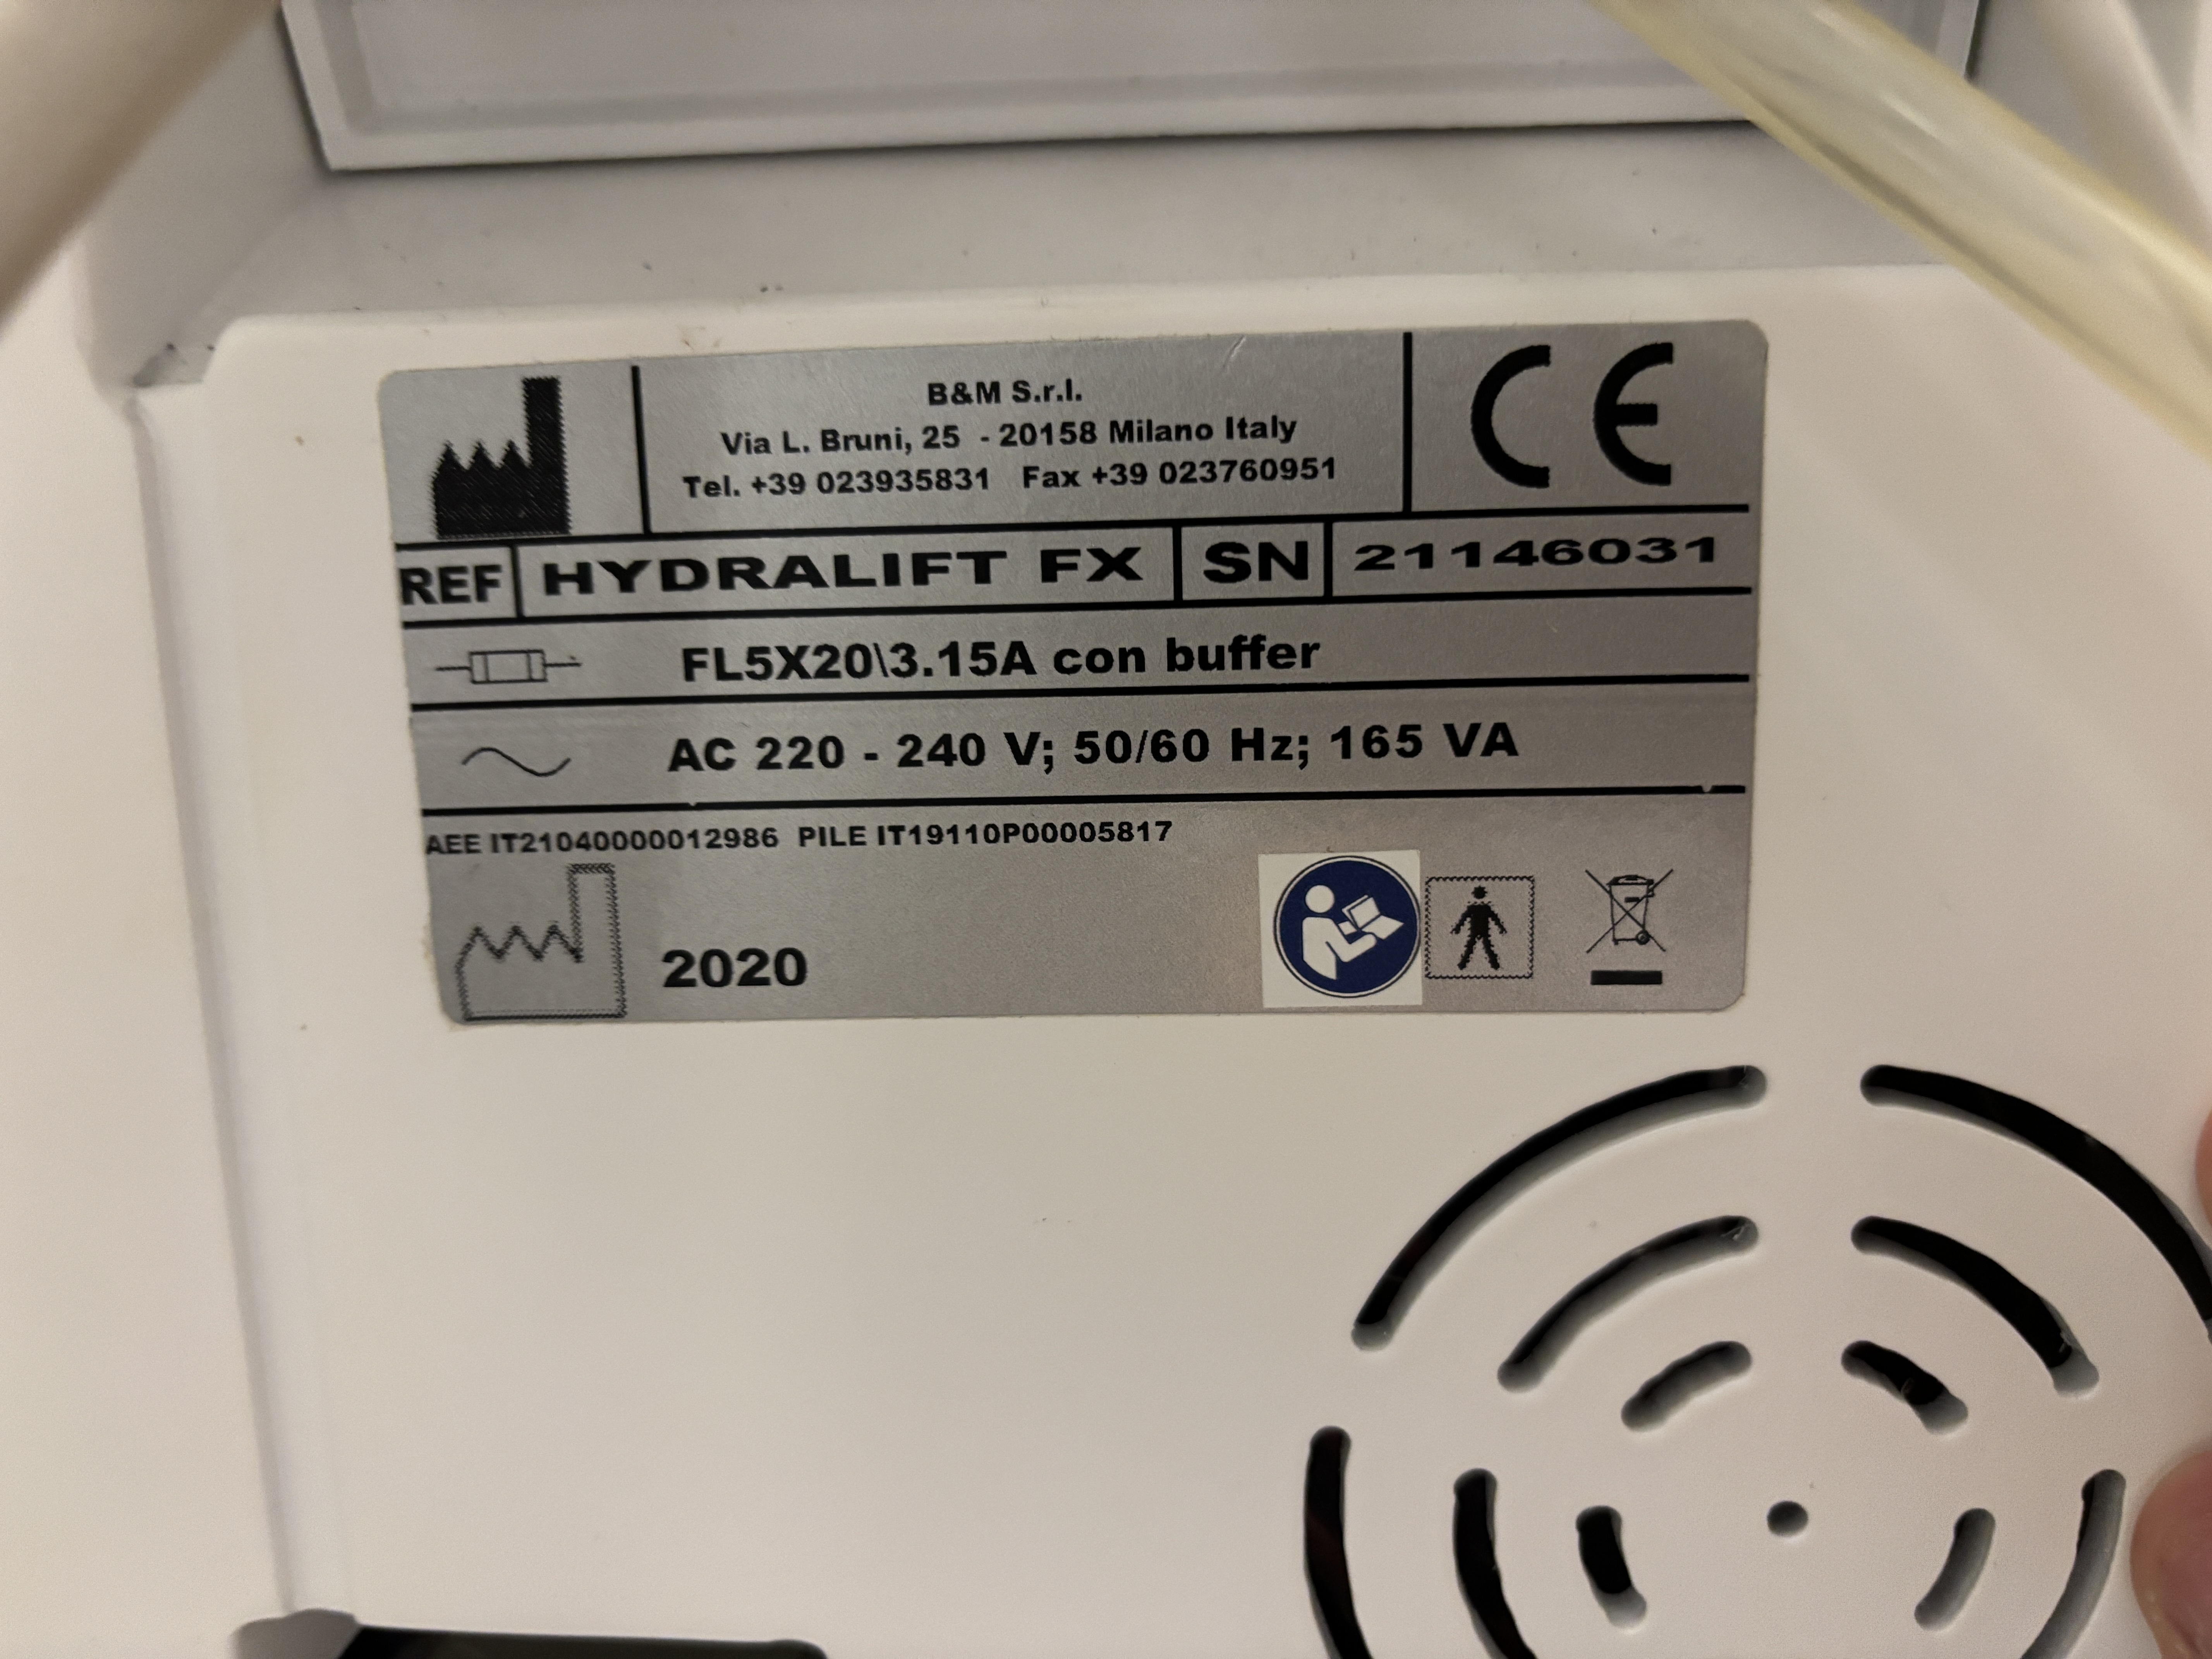 B&M S.r.l.
Via L. Bruni, 25 - 20158 Milano Italy
Tel. +39 023935831 Fax +39 023760951
CE
REF HYDRALIFT FX SN 21146031
FL5X20\3.15A con buffer
AC 220 - 240 V; 50/60 Hz; 165 VA
AEE IT21040000012986 PILE IT19110P00005817
2020